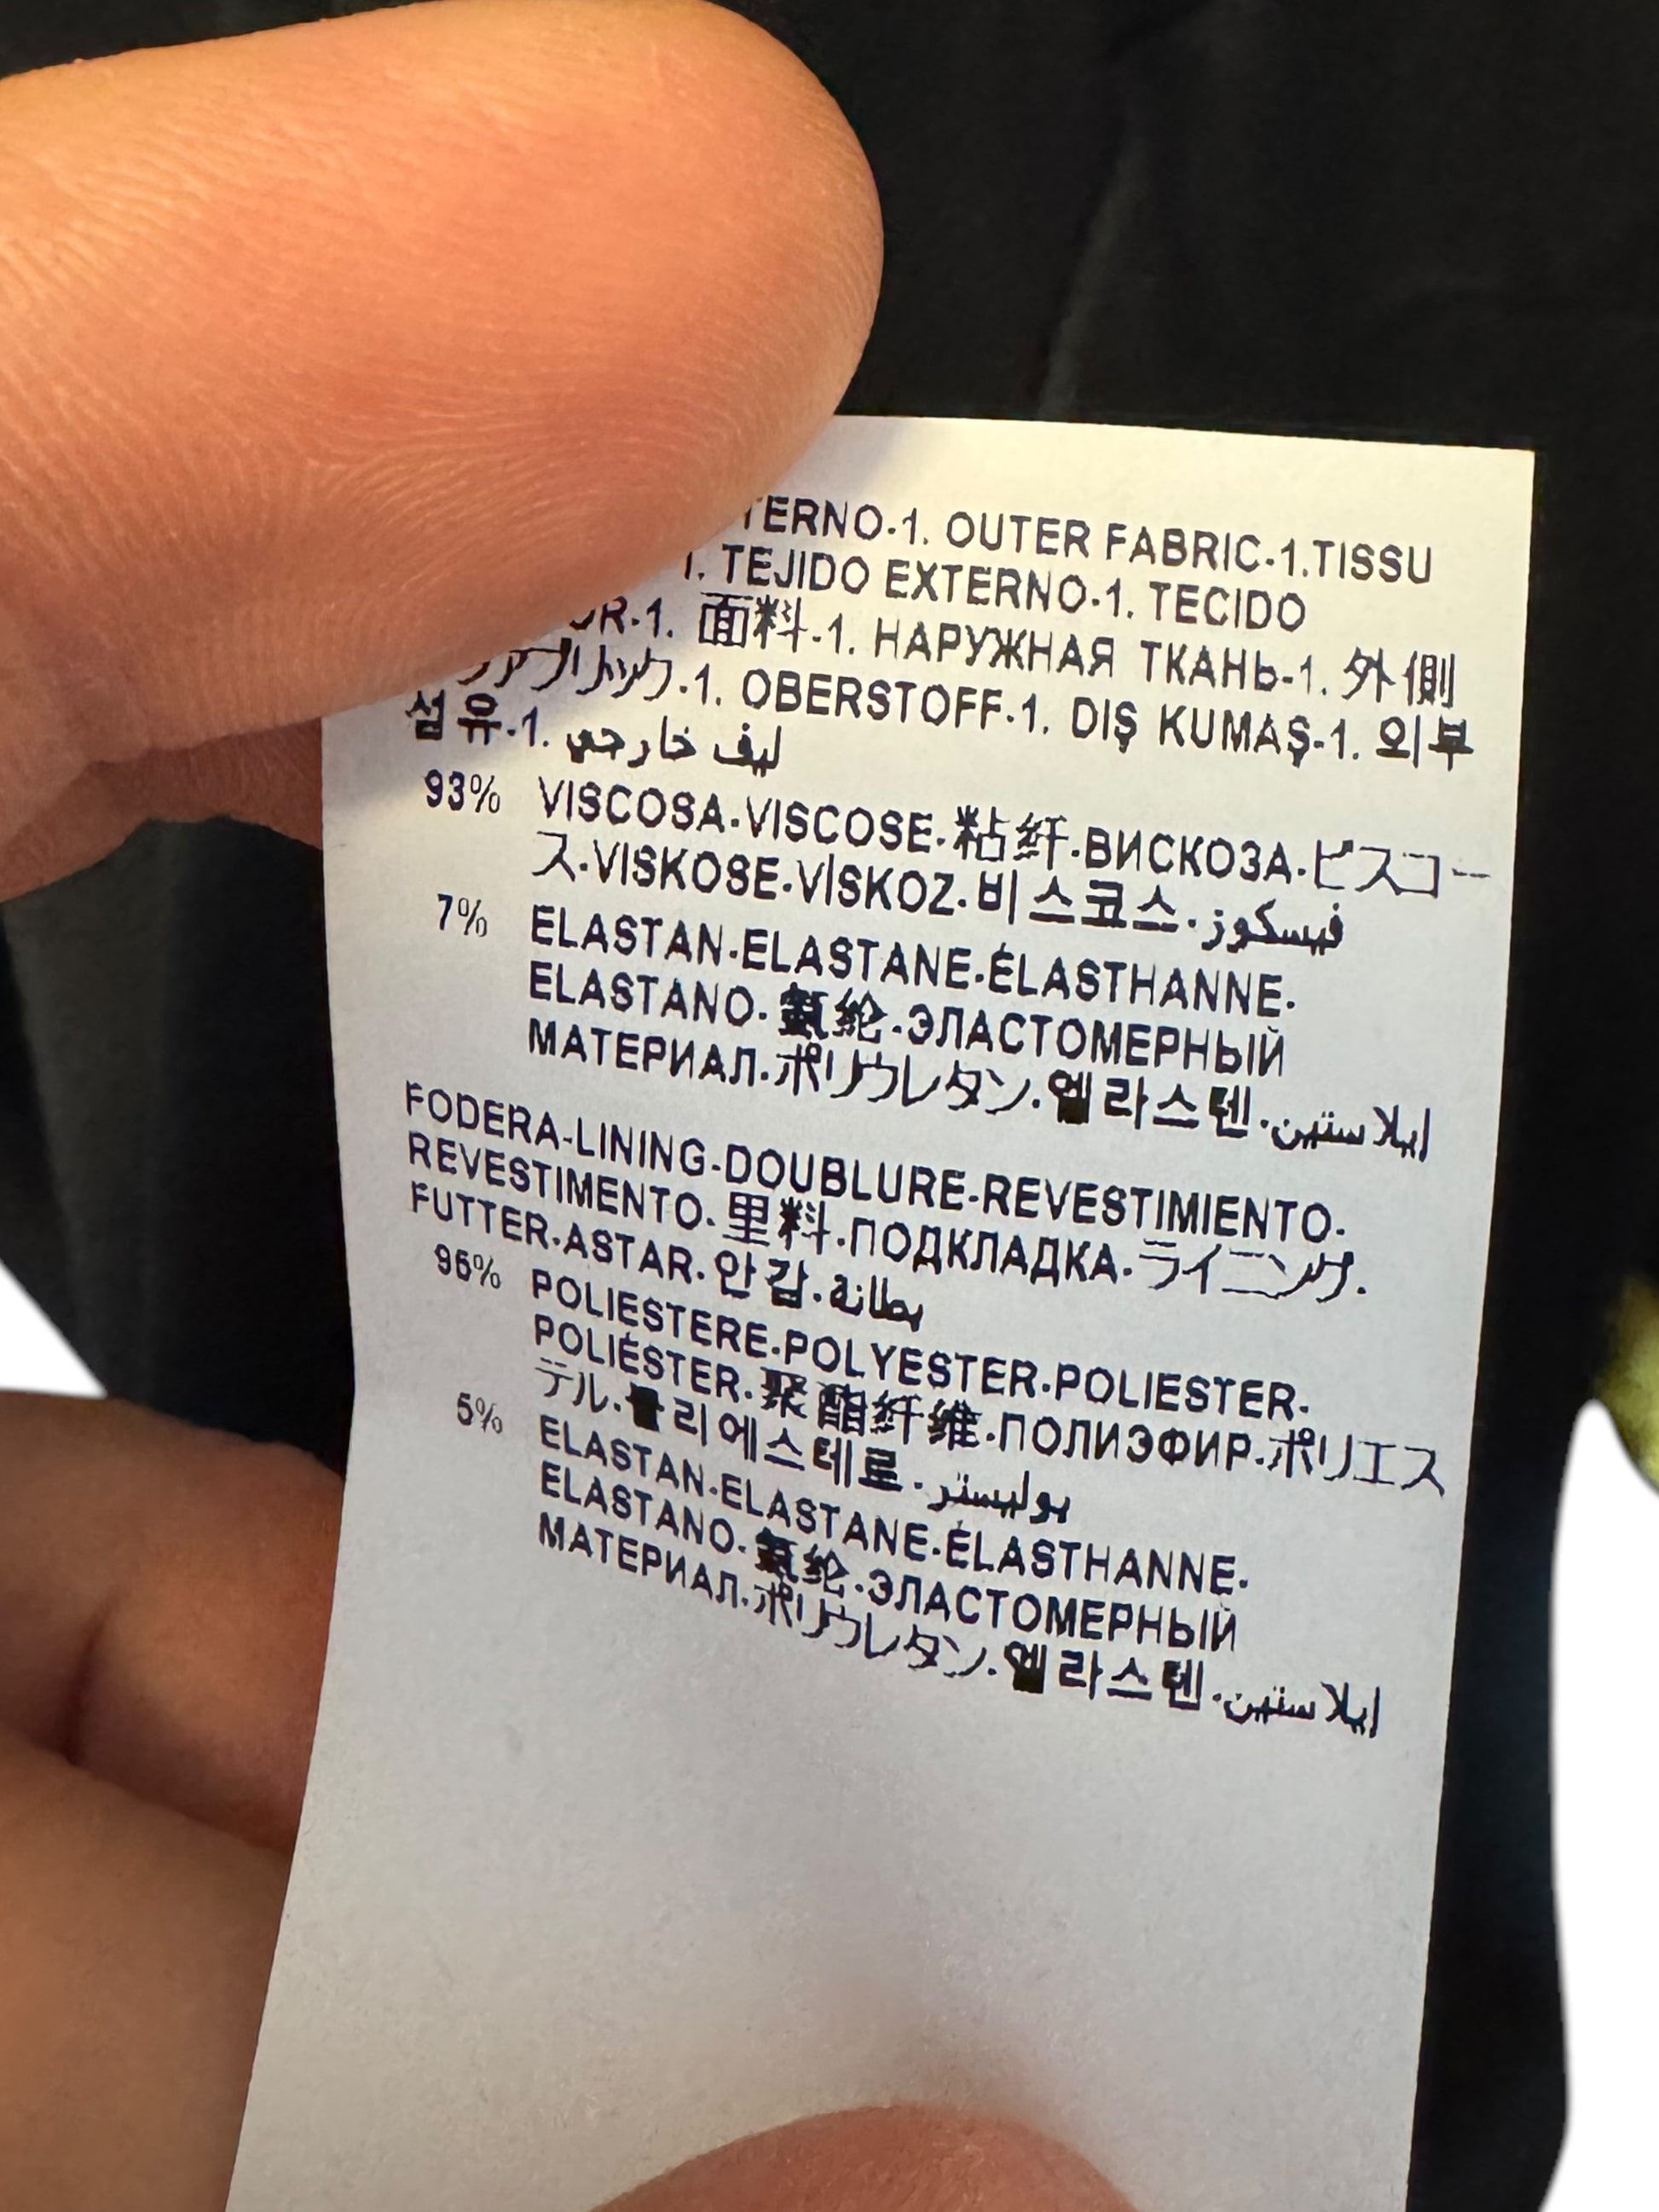 TERNO-1. OUTER FABRIC-1.TISSU
1. TEJIDO EXTERNO-1. TECIDO
OR-1. 面料-1. НАРУЖНАЯ ТКАНЬ-1. 外側
ファブリック-1. OBERSTOFF-1. DIŞ KUMAŞ-1. 외부
섬유-1. ليف خارجي
93% VISCOSA-VISCOSE-粘纤-ВИСКОЗА-ビスコー
ス-VISKOSE-VİSKOZ-비스코스-فيسكوز
7% ELASTAN-ELASTANE-ÉLASTHANNE-
ELASTANO-氨纶-ЭЛАСТОМЕРНЫЙ
МАТЕРИАЛ-ポリウレタン-엘라스텐-ايلاستين
FODERA-LINING-DOUBLURE-REVESTIMIENTO-
REVESTIMENTO-里料-ПОДКЛАДКА-ライニング-
FUTTER-ASTAR-안감-بطانة
95% POLIESTERE-POLYESTER-POLIESTER-
POLIÉSTER-聚酯纤维-ПОЛИЭФИР-ポリエス
テル-폴리에스테르-بوليستر
5% ELASTAN-ELASTANE-ÉLASTHANNE-
ELASTANO-氨纶-ЭЛАСТОМЕРНЫЙ
МАТЕРИАЛ-ポリウレタン-엘라스텐-ايلاستين